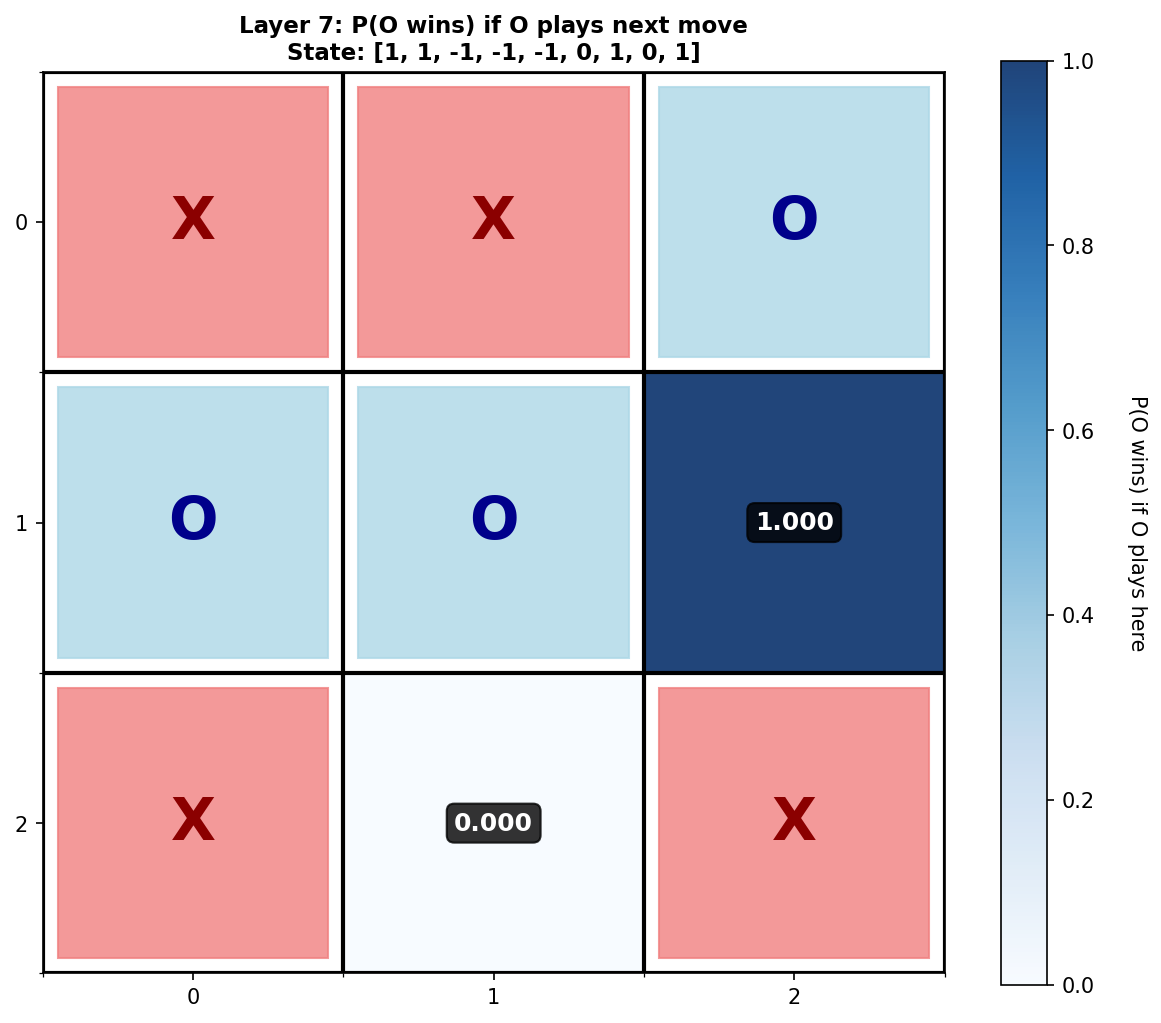 Layer 7: P(O wins) if O plays next move
State: [1, 1, -1, -1, -1, 0, 1, 0, 1]
0
X
X
O
1
O
O
1.000
2
X
0.000
X
0
1
2
1.0
0.8
0.6
0.4
0.2
0.0
P(O wins) if O plays here